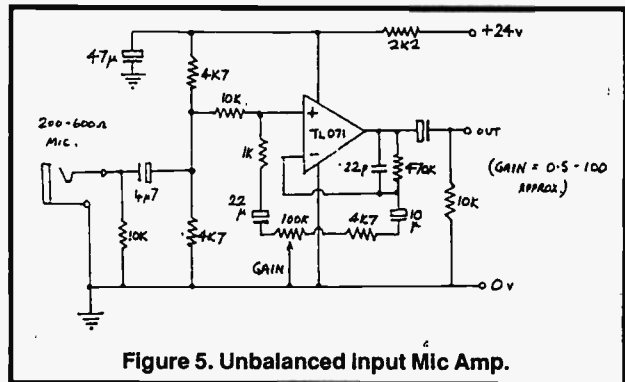 +24v
2K2
47µ
4K7
10K
200-600Ω
MIC.
+
TL071
-
OUT
1K
22p
470K
(GAIN = 0.5 - 100
APPROX.)
4µ7
22
µ
100K
4K7
10
µ
10K
10K
4K7
GAIN
0v
Figure 5. Unbalanced Input Mic Amp.